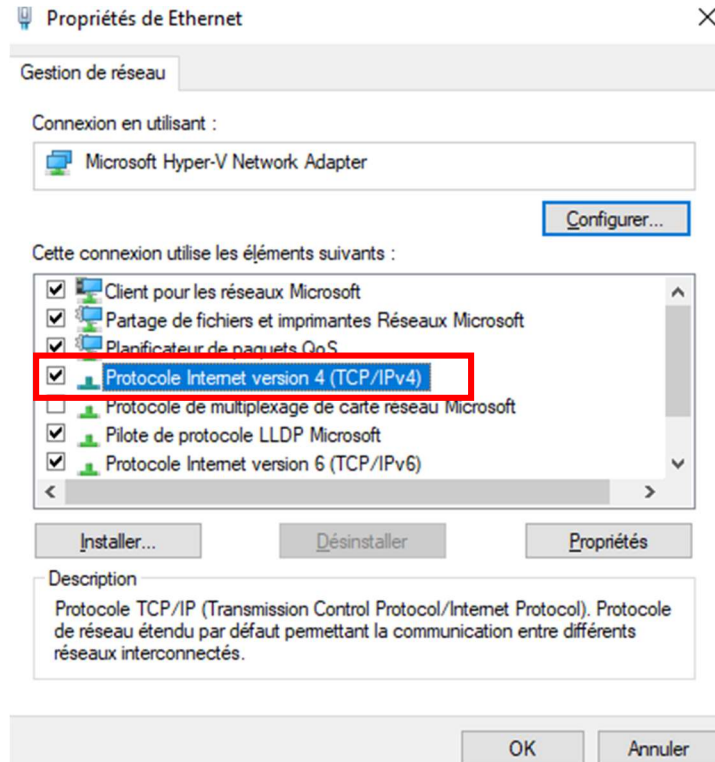 Propriétés de Ethernet
Gestion de réseau
Connexion en utilisant :
Microsoft Hyper-V Network Adapter
Configurer...
Cette connexion utilise les éléments suivants :
Client pour les réseaux Microsoft
Partage de fichiers et imprimantes Réseaux Microsoft
Planificateur de paquets QoS
Protocole Internet version 4 (TCP/IPv4)
Protocole de multiplexage de carte réseau Microsoft
Pilote de protocole LLDP Microsoft
Protocole Internet version 6 (TCP/IPv6)
Installer... Désinstaller Propriétés
Description
Protocole TCP/IP (Transmission Control Protocol/Internet Protocol). Protocole
de réseau étendu par défaut permettant la communication entre différents
réseaux interconnectés.
OK Annuler